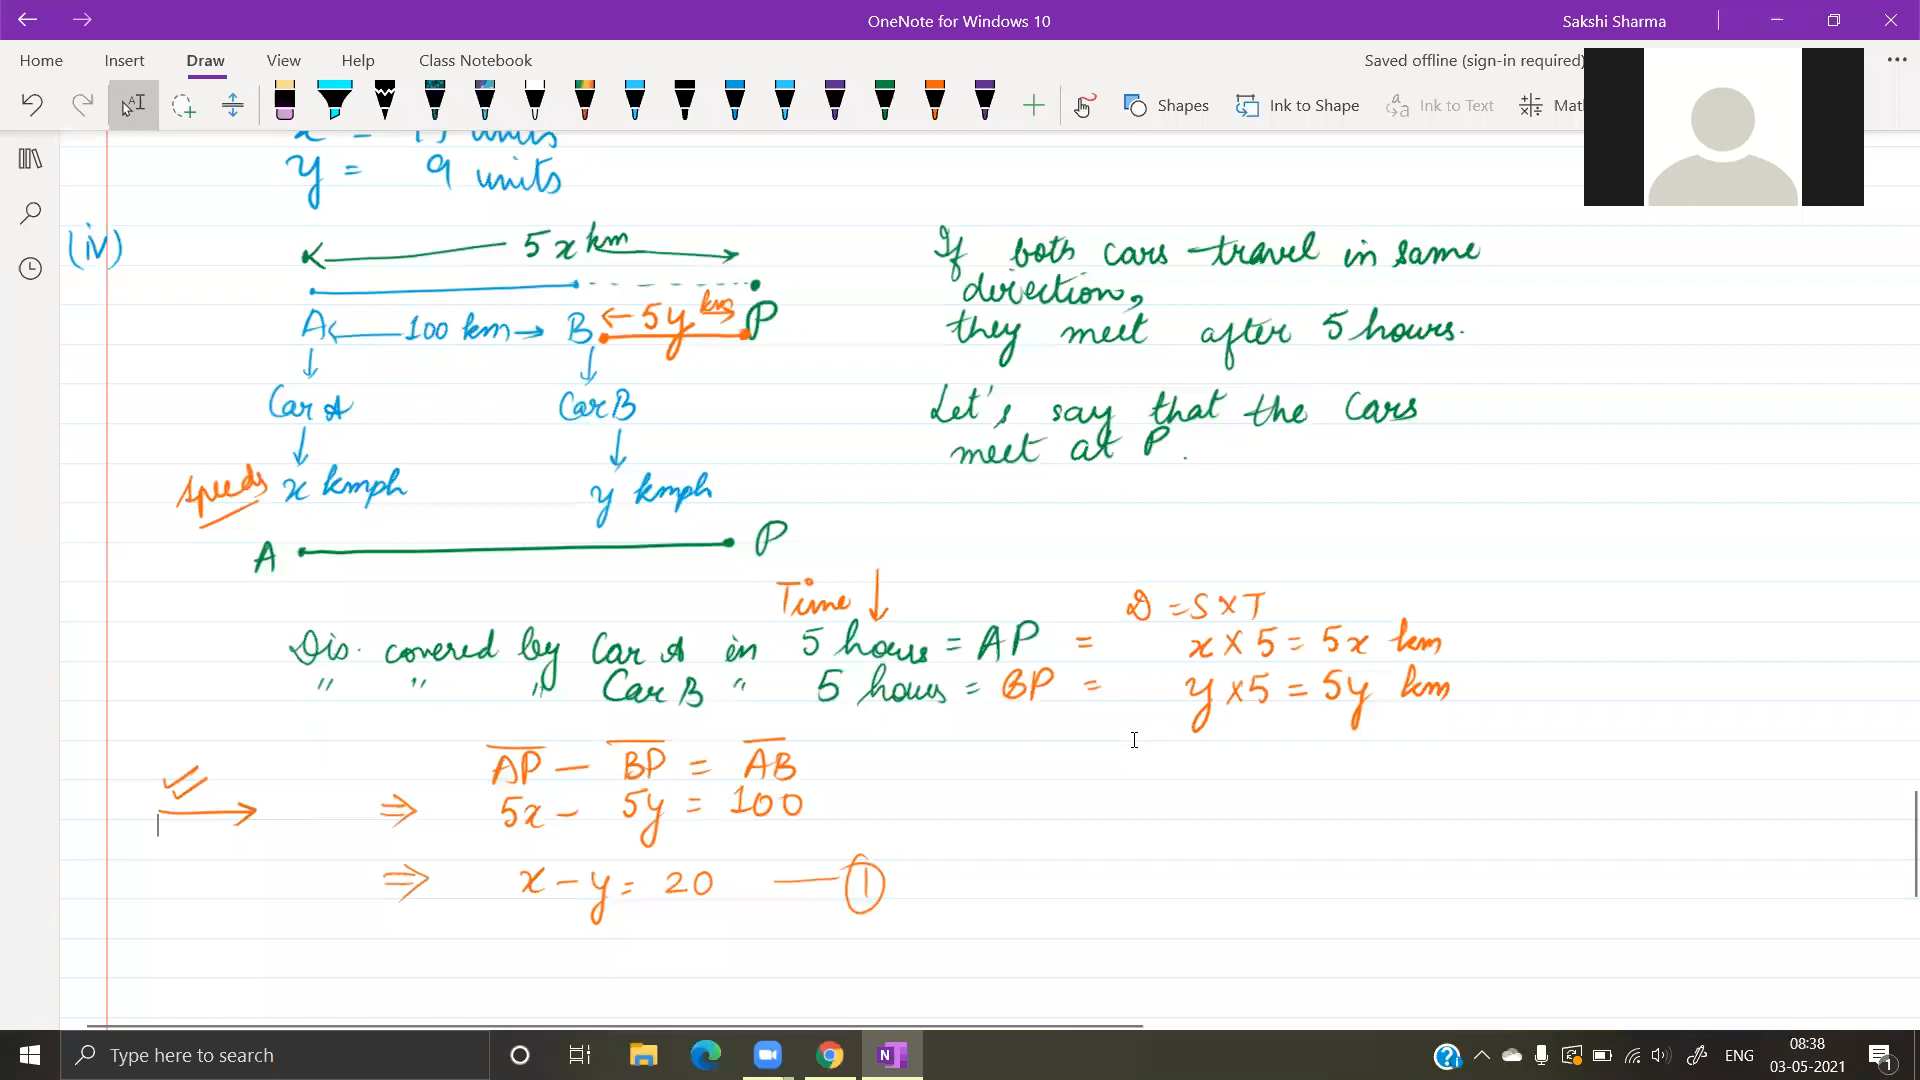 OneNote for Windows 10
Sakshi Sharma
Home Insert Draw View Help Class Notebook
Saved offline (sign-in required)
Shapes Ink to Shape Ink to Text Mat
units
y = 9 units
(iv)
5x km
A 100 km B 5y km P
Car A Car B
speeds x kmph y kmph
If both cars travel in same
direction,
they meet after 5 hours.
Let's say that the Cars
meet at P.
A P
Time
D = S X T
Dis. covered by Car A in 5 hours = AP = x X 5 = 5x km
" " " Car B " 5 hours = BP = y X 5 = 5y km
AP - BP = AB
⇒ 5x - 5y = 100
⇒ x - y = 20 — 1
Type here to search
ENG
08:38
03-05-2021
1